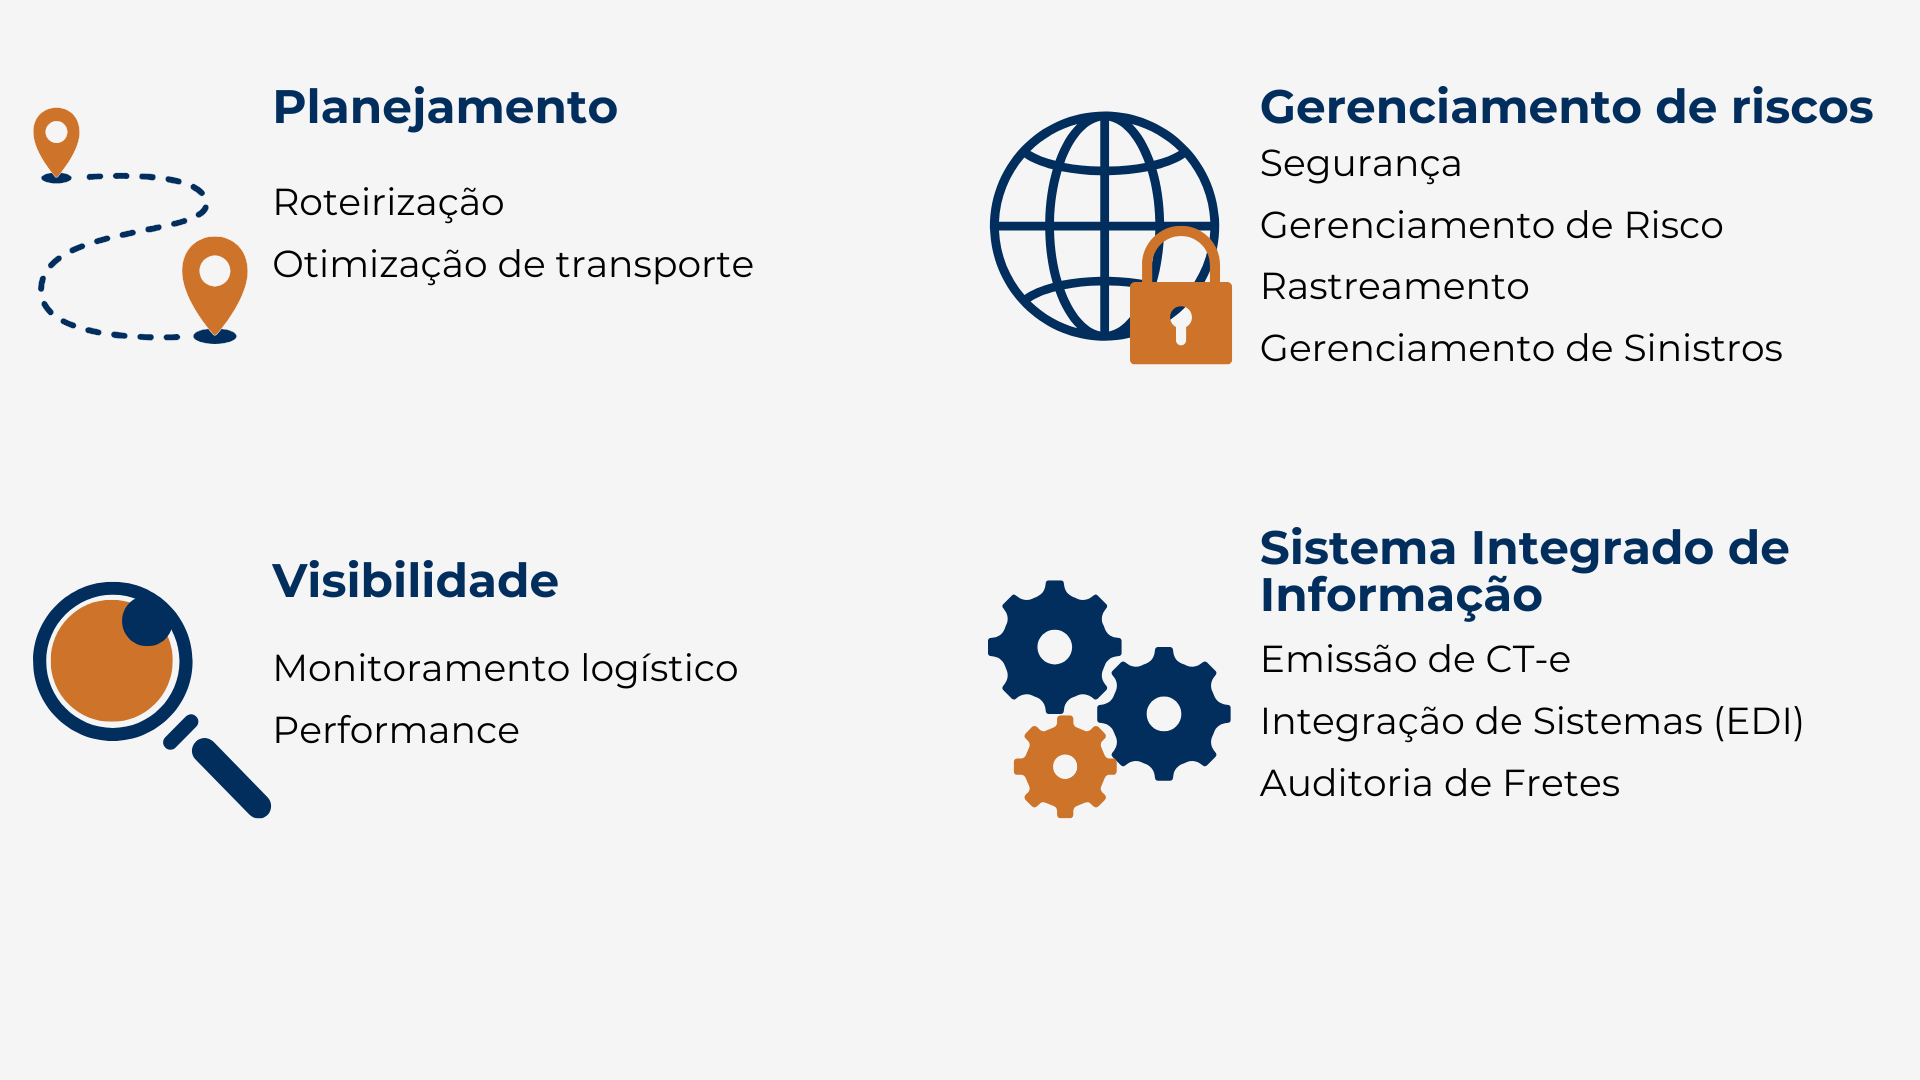 Planejamento
Roteirização
Otimização de transporte
Gerenciamento de riscos
Segurança
Gerenciamento de Risco
Rastreamento
Gerenciamento de Sinistros
Visibilidade
Monitoramento logístico
Performance
Sistema Integrado de
Informação
Emissão de CT-e
Integração de Sistemas (EDI)
Auditoria de Fretes